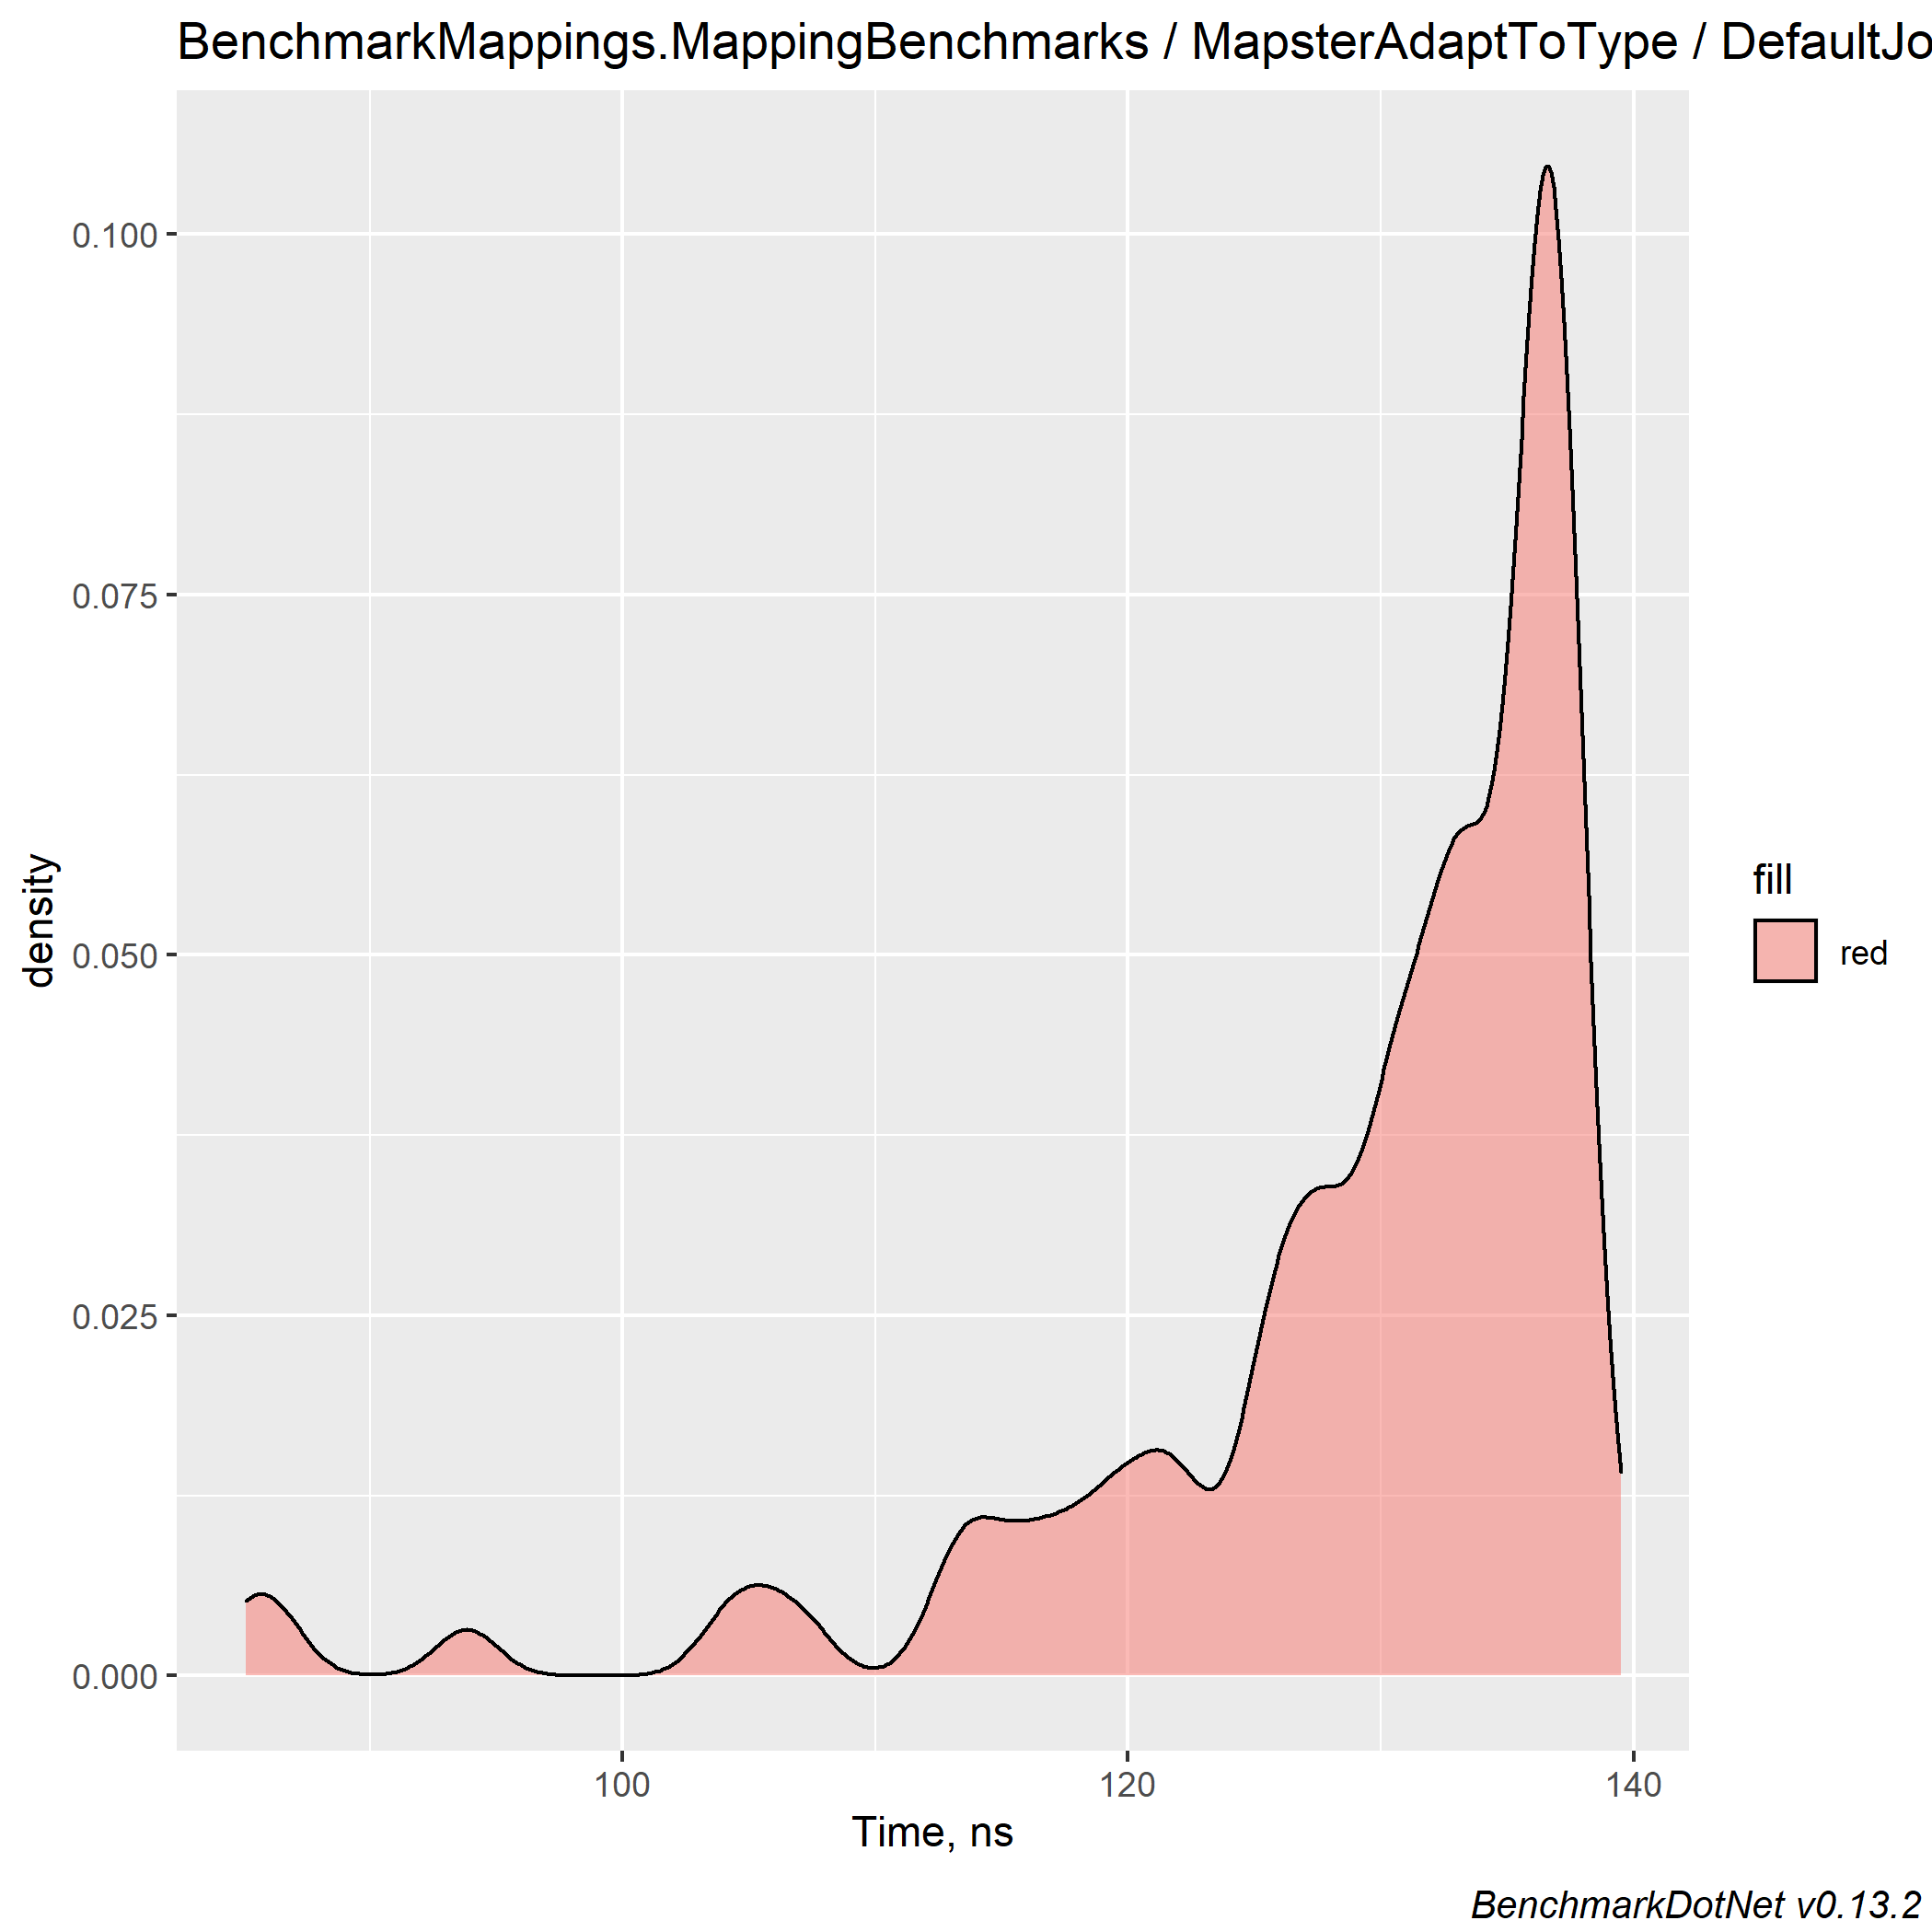 BenchmarkMappings.MappingBenchmarks / MapsterAdaptToType / DefaultJo
0.100
0.075
0.050
0.025
0.000
density
fill
red
100 120 140
Time, ns
BenchmarkDotNet v0.13.2